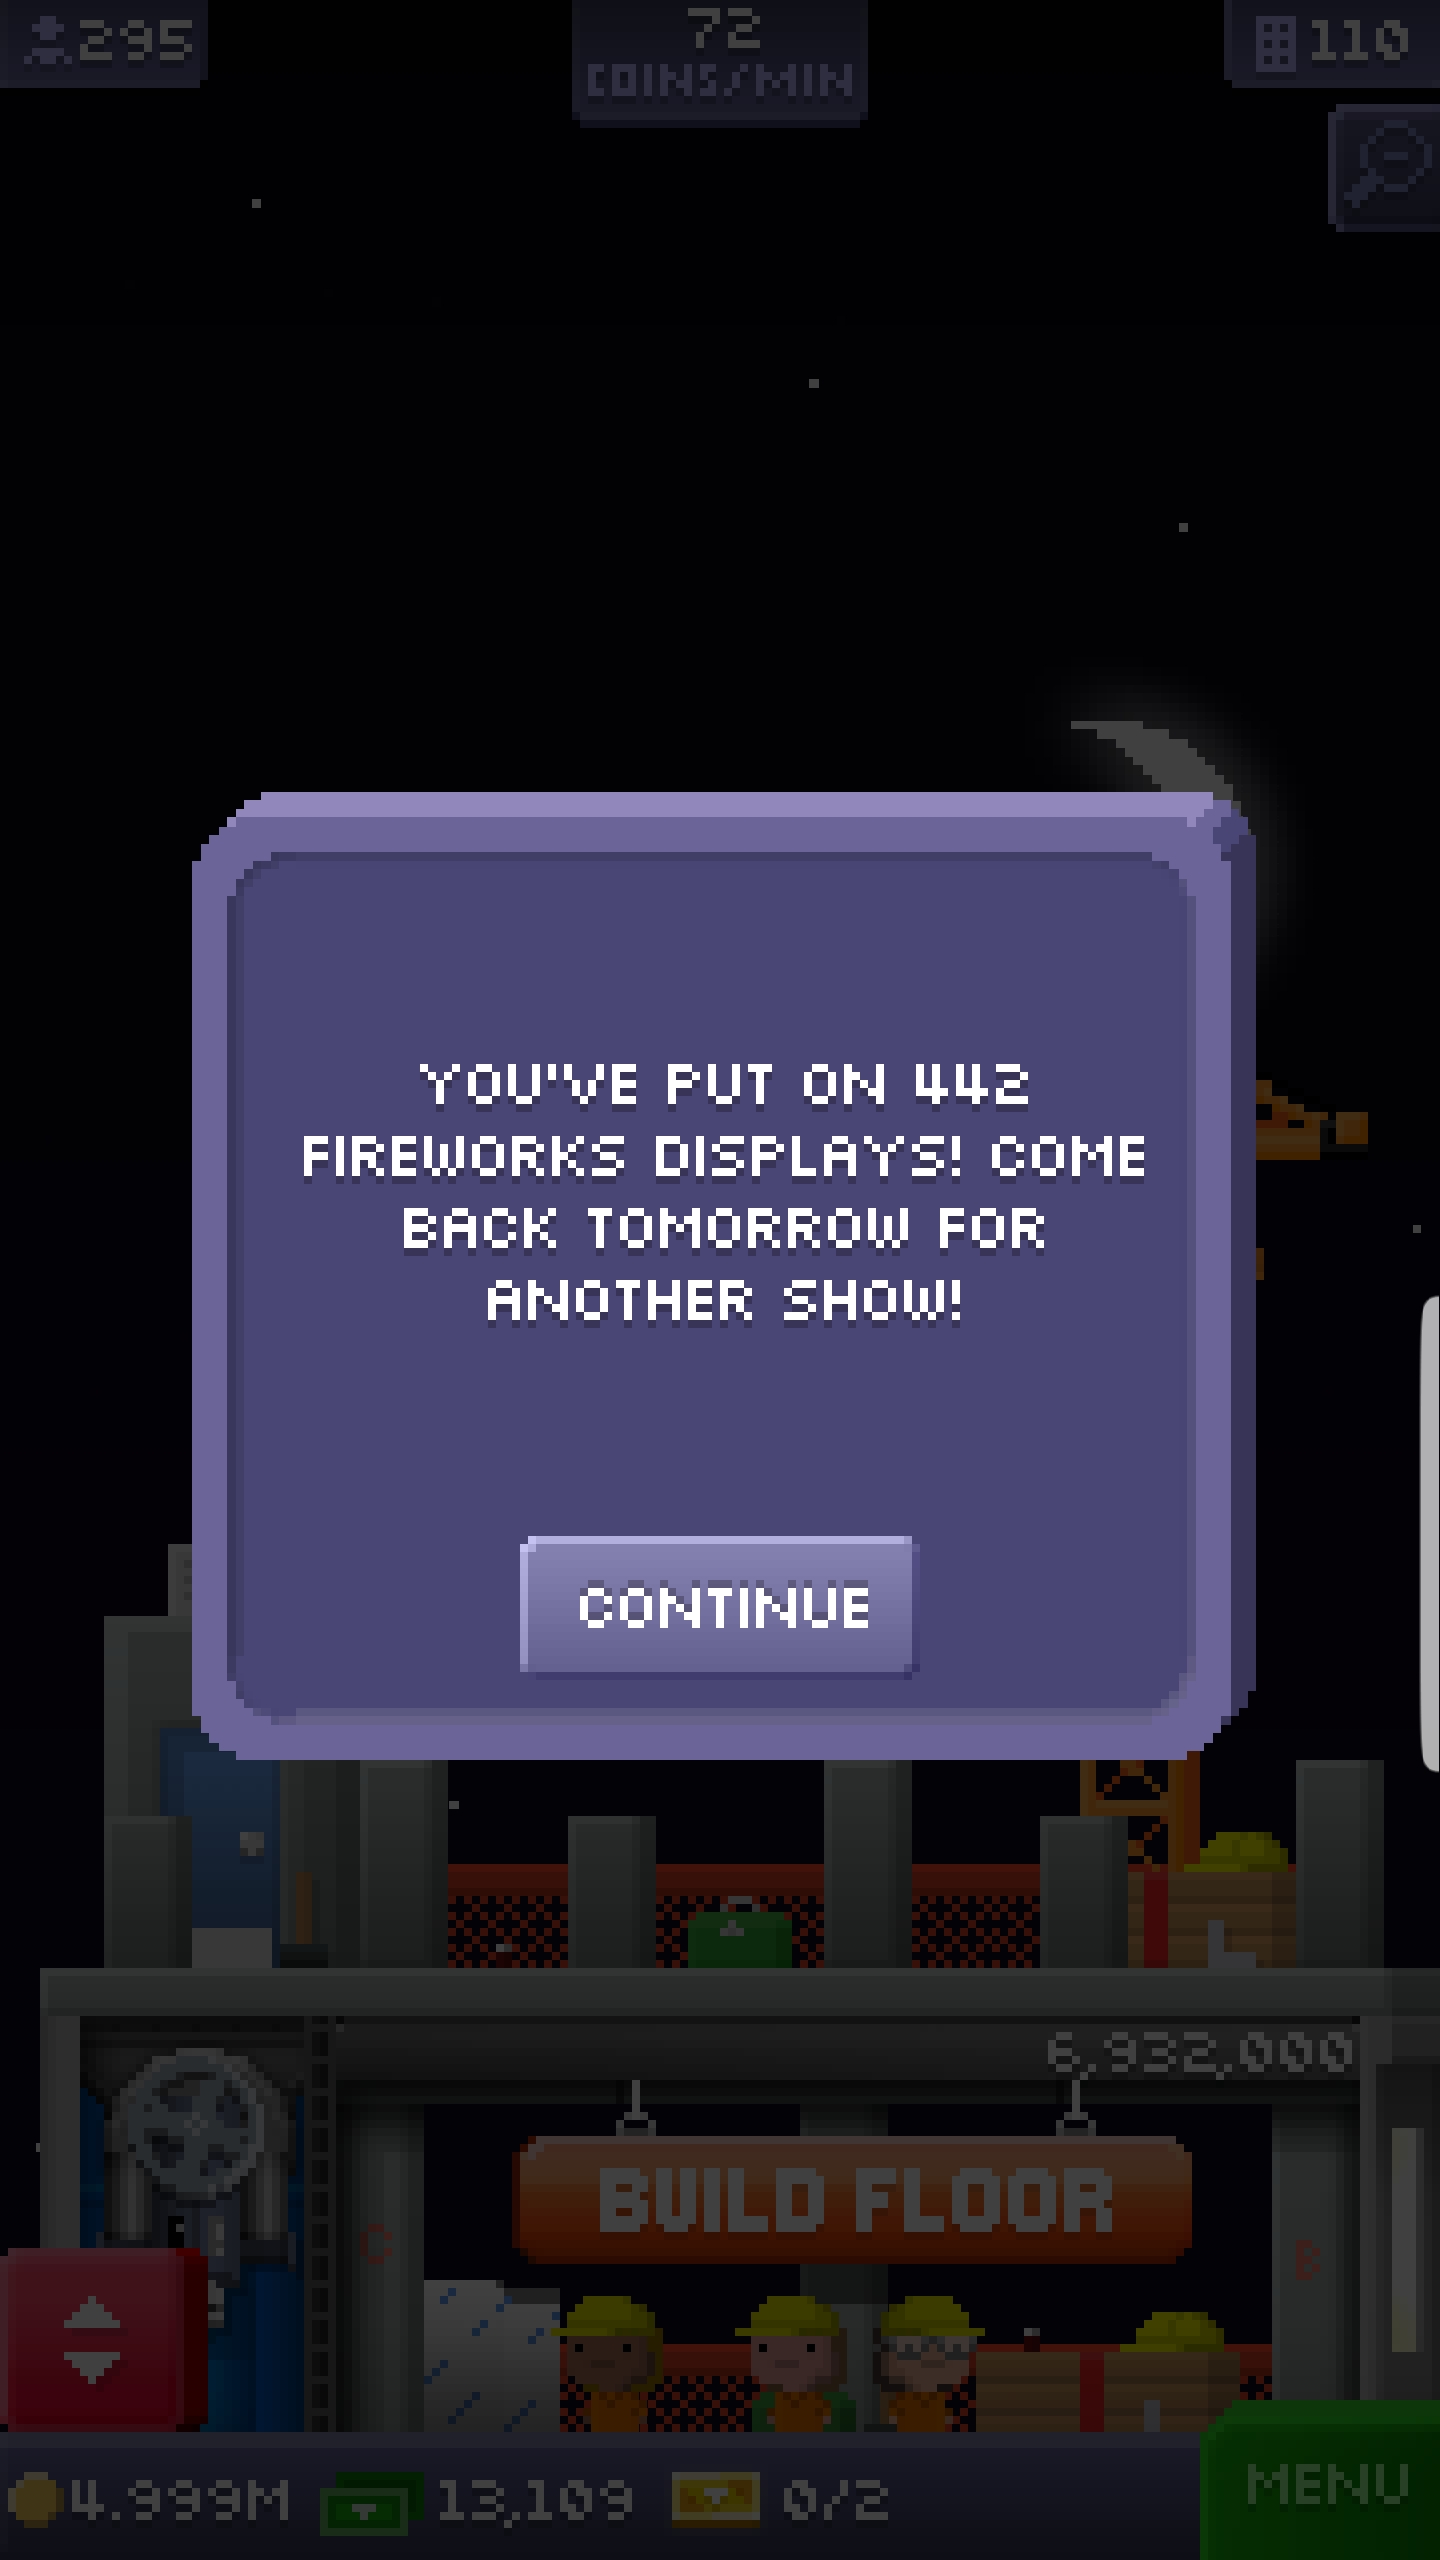 295
72
COINS/MIN
110
YOU'VE PUT ON 442
FIREWORKS DISPLAYS! COME
BACK TOMORROW FOR
ANOTHER SHOW!
CONTINUE
6,932,000
BUILD FLOOR
C
B
4.999M
13,109
0/2
MENU